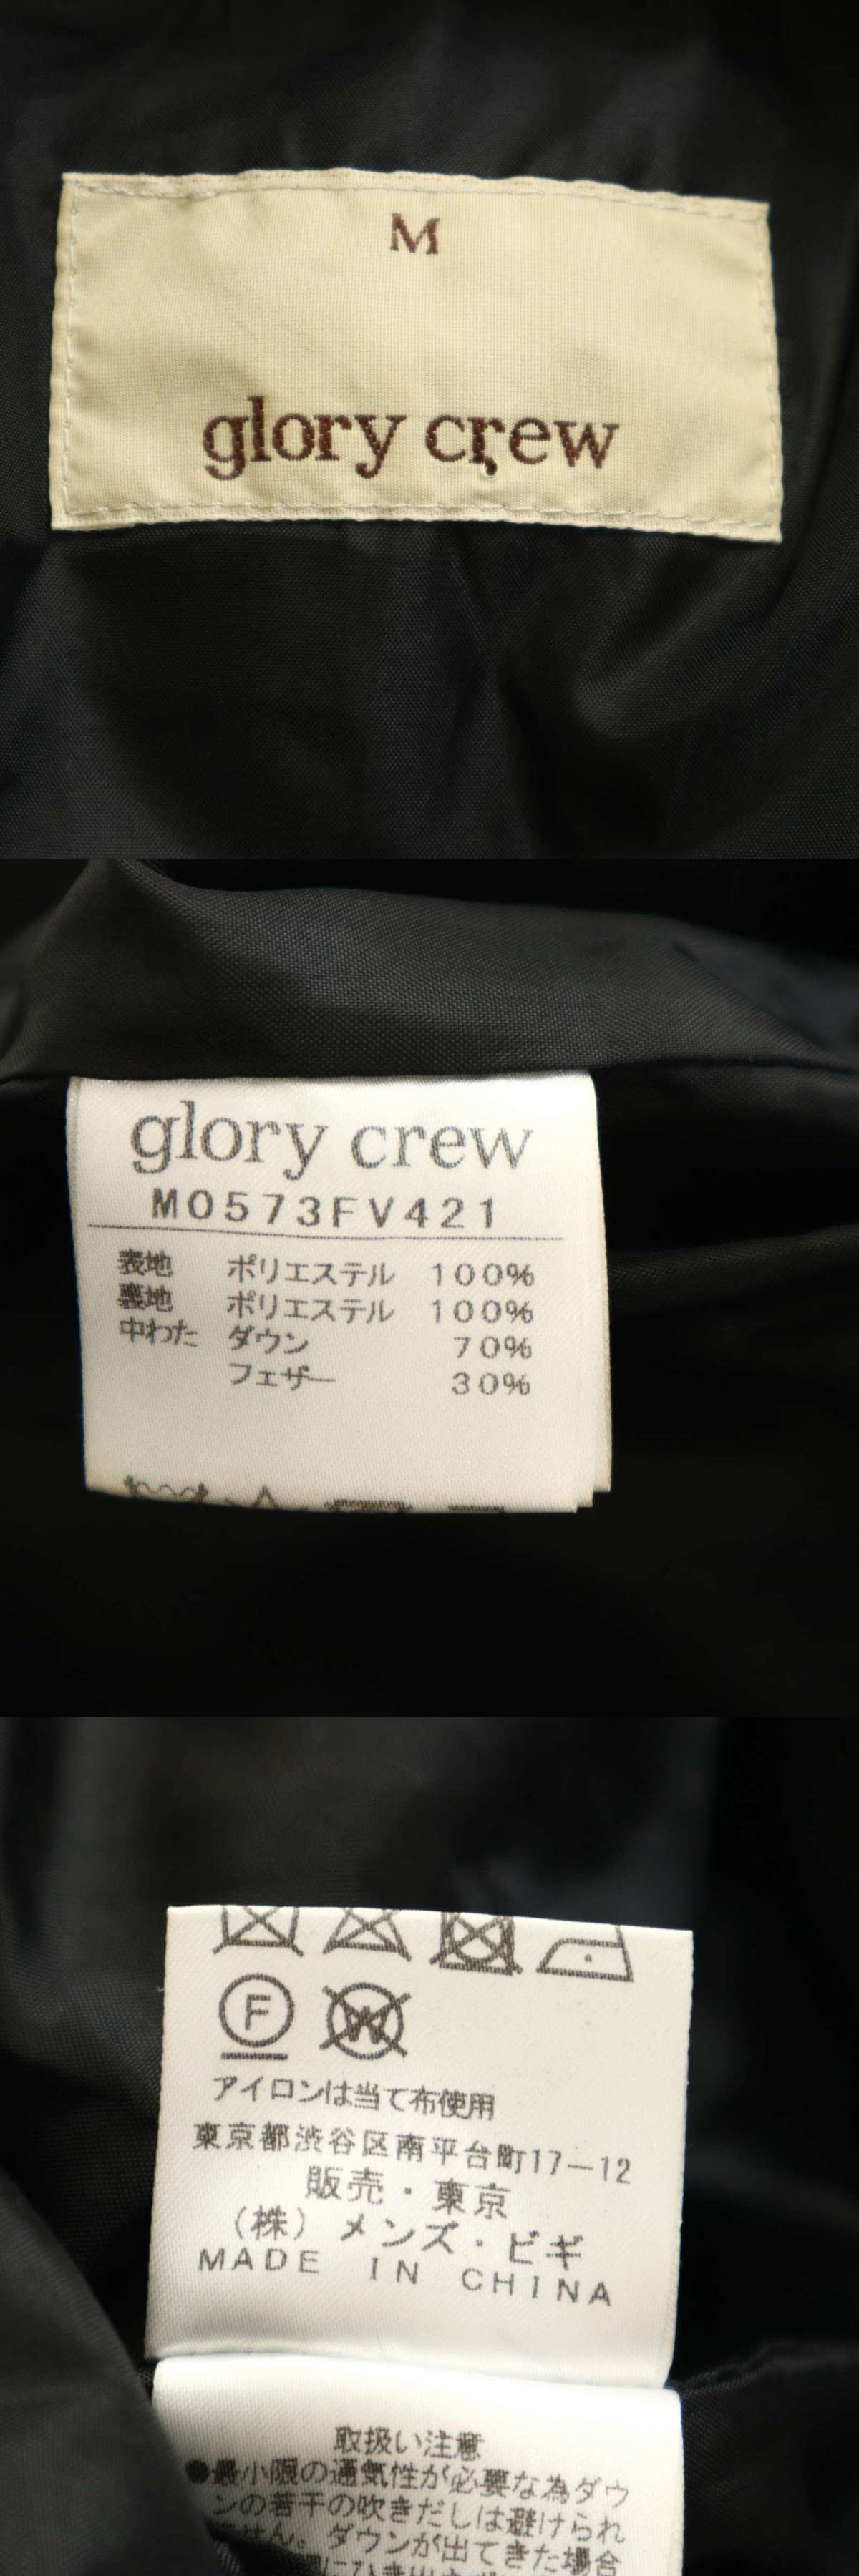 M
glory crew
glory crew
M0573FV421
表地 ポリエステル 100%
裏地 ポリエステル 100%
中わた ダウン 70%
フェザー 30%
F
W
アイロンは当て布使用
東京都渋谷区南平台町17-12
販売・東京
(株) メンズ・ビギ
MADE IN CHINA
取扱い注意
●最小限の通気性が必要な為ダウ
ンの若干の吹きだしは避けられ
ません。ダウンが出てきた場合